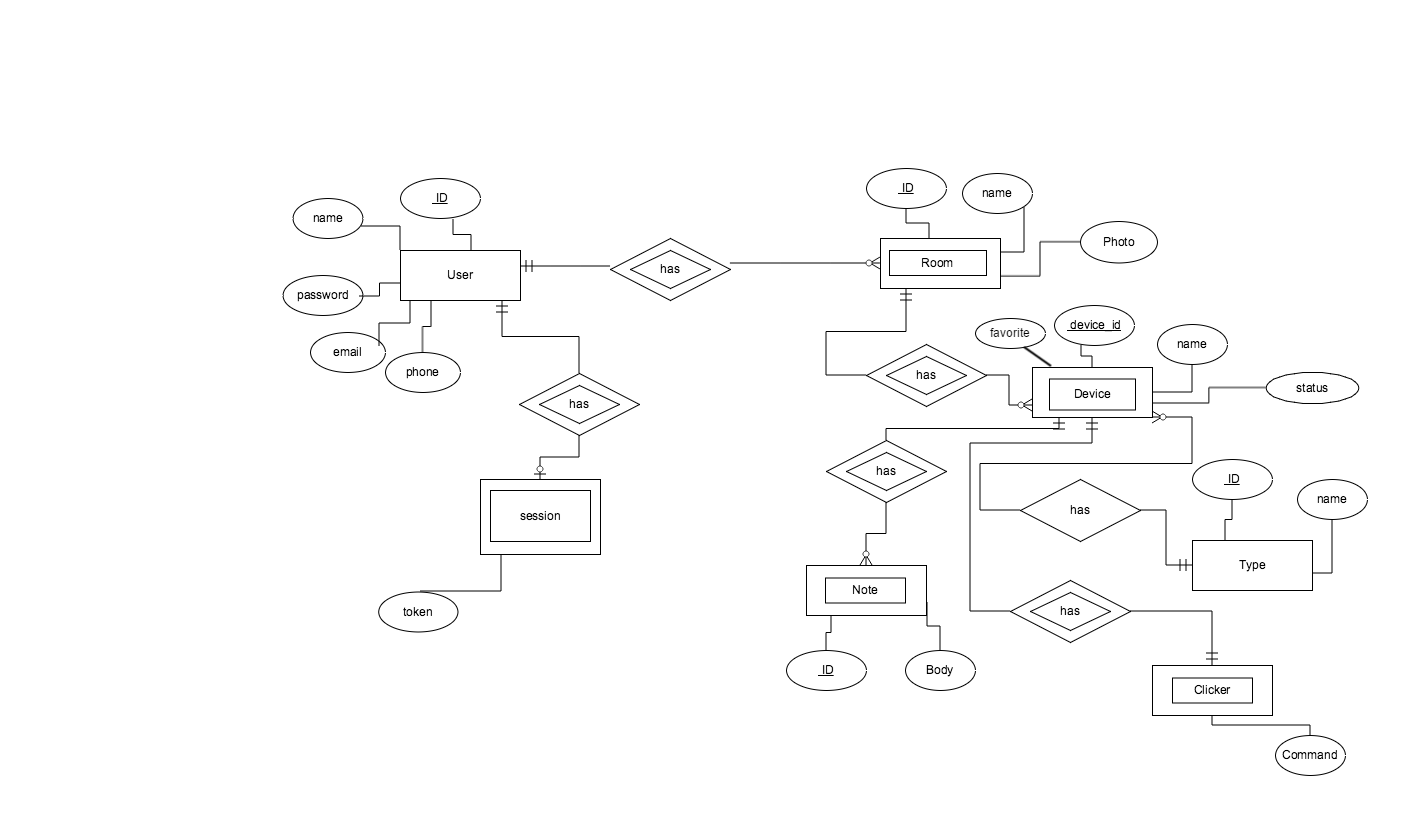 ID
name
ID
name
Photo
User
has
Room
password
favorite
device_id
name
email
phone
has
Device
status
has
has
ID
name
session
has
Type
Note
token
has
ID
Body
Clicker
Command